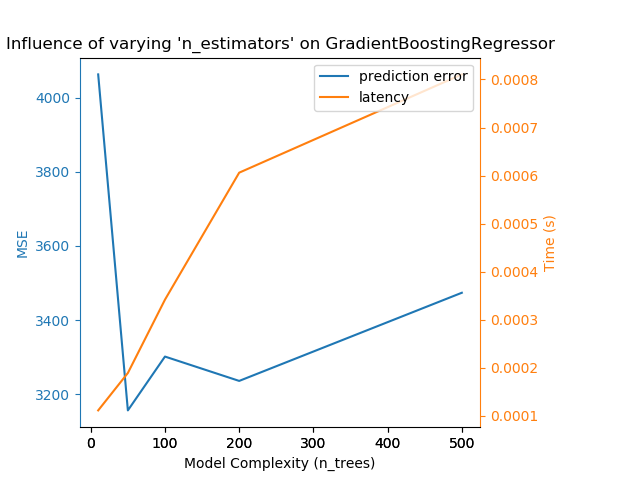 Influence of varying 'n_estimators' on GradientBoostingRegressor
prediction error
latency
MSE
4000
3800
3600
3400
3200
0.0008
0.0007
0.0006
0.0005
0.0004
0.0003
0.0002
0.0001
Time (s)
0 100 200 300 400 500
Model Complexity (n_trees)